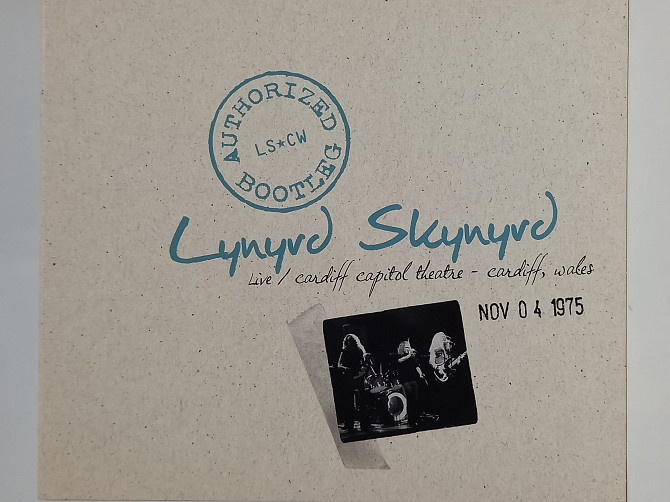 AUTHORIZED
LS★CW
BOOTLEG
Lynyrd Skynyrd
Live / cardiff capitol theatre - cardiff, wales
NOV 04 1975